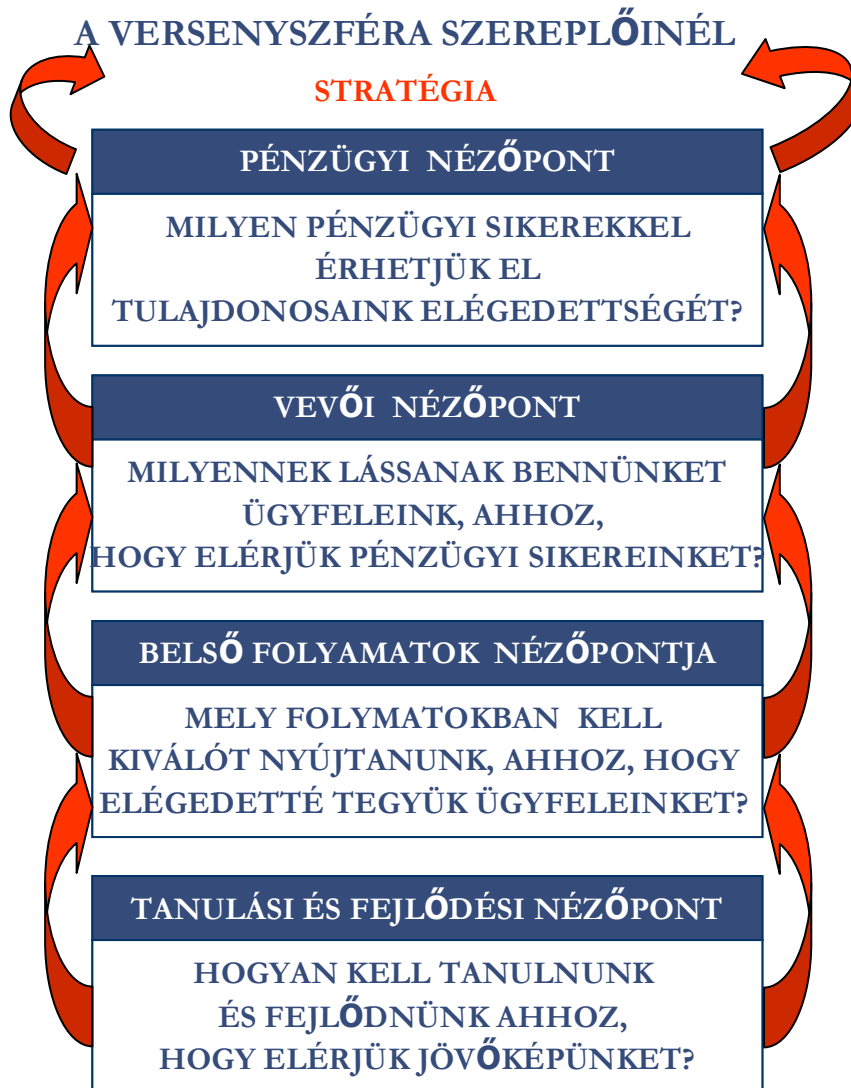 A VERSENYSZFÉRA SZEREPLŐINÉL
STRATÉGIA
PÉNZÜGYI NÉZŐPONT
MILYEN PÉNZÜGYI SIKEREKKEL
ÉRHETJÜK EL
TULAJDONOSAINK ELÉGEDETTSÉGÉT?
VEVŐI NÉZŐPONT
MILYENNEK LÁSSANAK BENNÜNKET
ÜGYFELEINK, AHHOZ,
HOGY ELÉRJÜK PÉNZÜGYI SIKEREINKET?
BELSŐ FOLYAMATOK NÉZŐPONTJA
MELY FOLYMATOKBAN KELL
KIVÁLÓT NYÚJTANUNK, AHHOZ, HOGY
ELÉGEDETTÉ TEGYÜK ÜGYFELEINKET?
TANULÁSI ÉS FEJLŐDÉSI NÉZŐPONT
HOGYAN KELL TANULNUNK
ÉS FEJLŐDNÜNK AHHOZ,
HOGY ELÉRJÜK JÖVŐKÉPÜNKET?